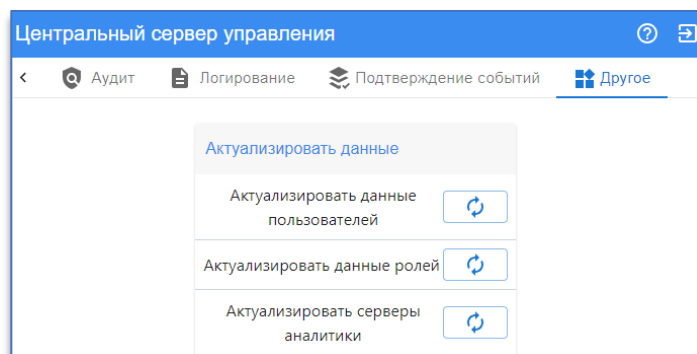 Центральный сервер управления
Аудит Логирование Подтверждение событий Другое
Актуализировать данные
Актуализировать данные
пользователей
Актуализировать данные ролей
Актуализировать серверы
аналитики